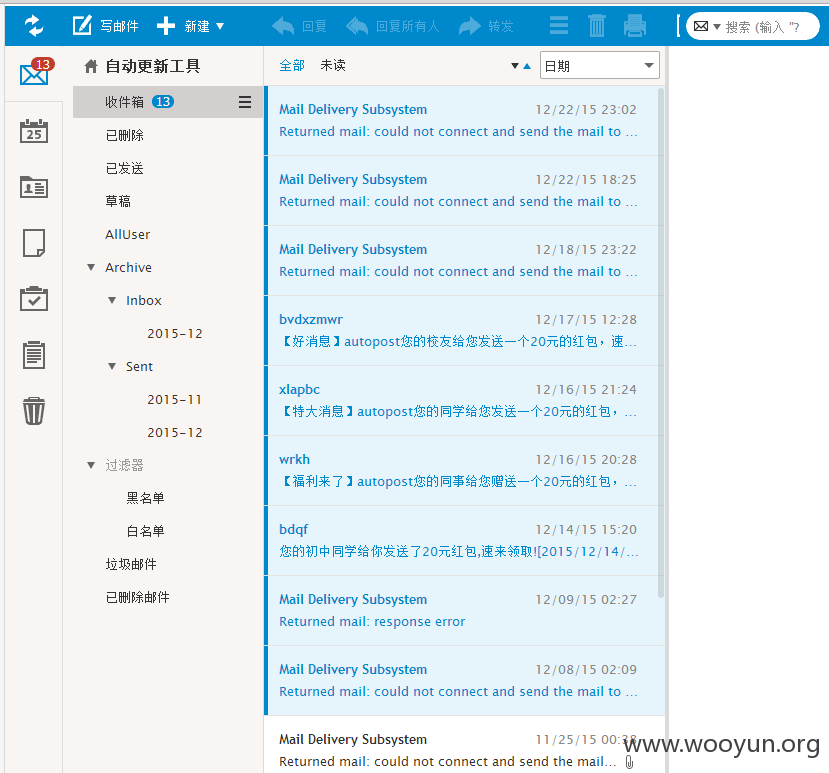 写邮件 新建 回复 回复所有人 转发 搜索 (输入 "?
13
25
自动更新工具
收件箱 13
已删除
已发送
草稿
AllUser
Archive
Inbox
2015-12
Sent
2015-11
2015-12
过滤器
黑名单
白名单
垃圾邮件
已删除邮件
全部 未读 日期
Mail Delivery Subsystem 12/22/15 23:02
Returned mail: could not connect and send the mail to ...
Mail Delivery Subsystem 12/22/15 18:25
Returned mail: could not connect and send the mail to ...
Mail Delivery Subsystem 12/18/15 23:22
Returned mail: could not connect and send the mail to ...
bvdxzmwr 12/17/15 12:28
【好消息】autopost您的校友给您发送一个20元的红包，速...
xlapbc 12/16/15 21:24
【特大消息】autopost您的同学给您发送一个20元的红包，...
wrkh 12/16/15 20:28
【福利来了】autopost您的同事给您赠送一个20元的红包，...
bdqf 12/14/15 15:20
您的初中同学给你发送了20元红包,速来领取![2015/12/14/...
Mail Delivery Subsystem 12/09/15 02:27
Returned mail: response error
Mail Delivery Subsystem 12/08/15 02:09
Returned mail: could not connect and send the mail to ...
Mail Delivery Subsystem 11/25/15 00:38
Returned mail: could not connect and send the mail...
www.wooyun.org